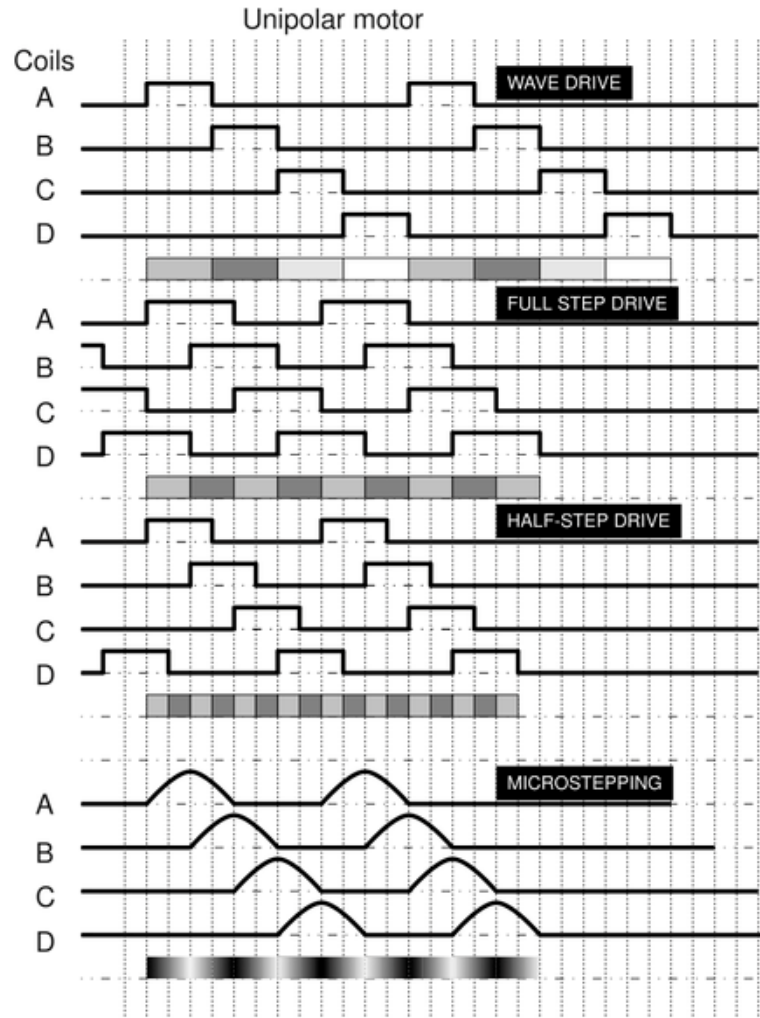 Unipolar motor
Coils
WAVE DRIVE
A
B
C
D
FULL STEP DRIVE
A
B
C
D
HALF-STEP DRIVE
A
B
C
D
MICROSTEPPING
A
B
C
D